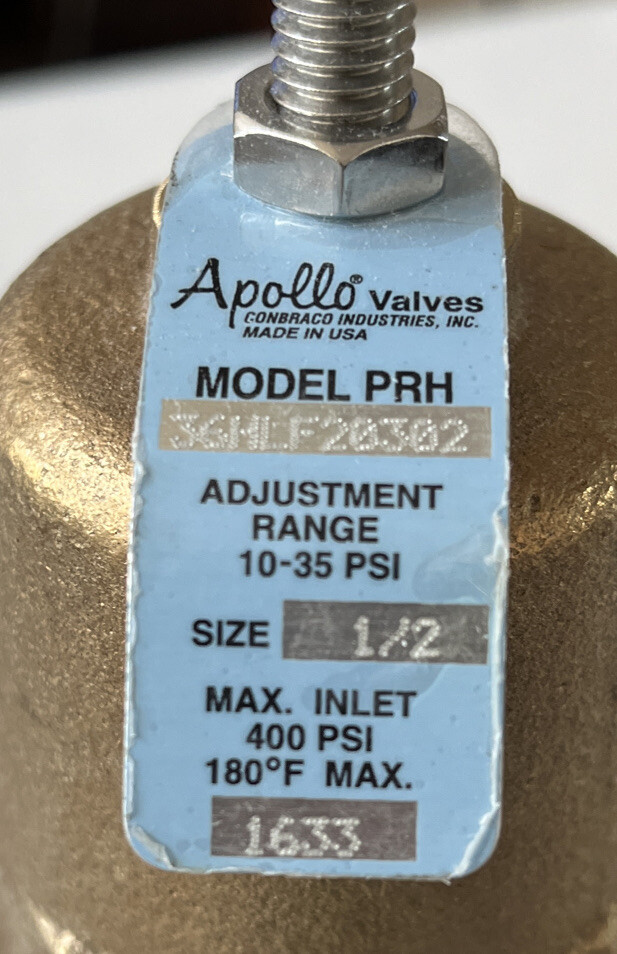 Apollo® Valves
CONBRACO INDUSTRIES, INC.
MADE IN USA
MODEL PRH
36HLF20302
ADJUSTMENT
RANGE
10-35 PSI
SIZE 1/2
MAX. INLET
400 PSI
180°F MAX.
1633